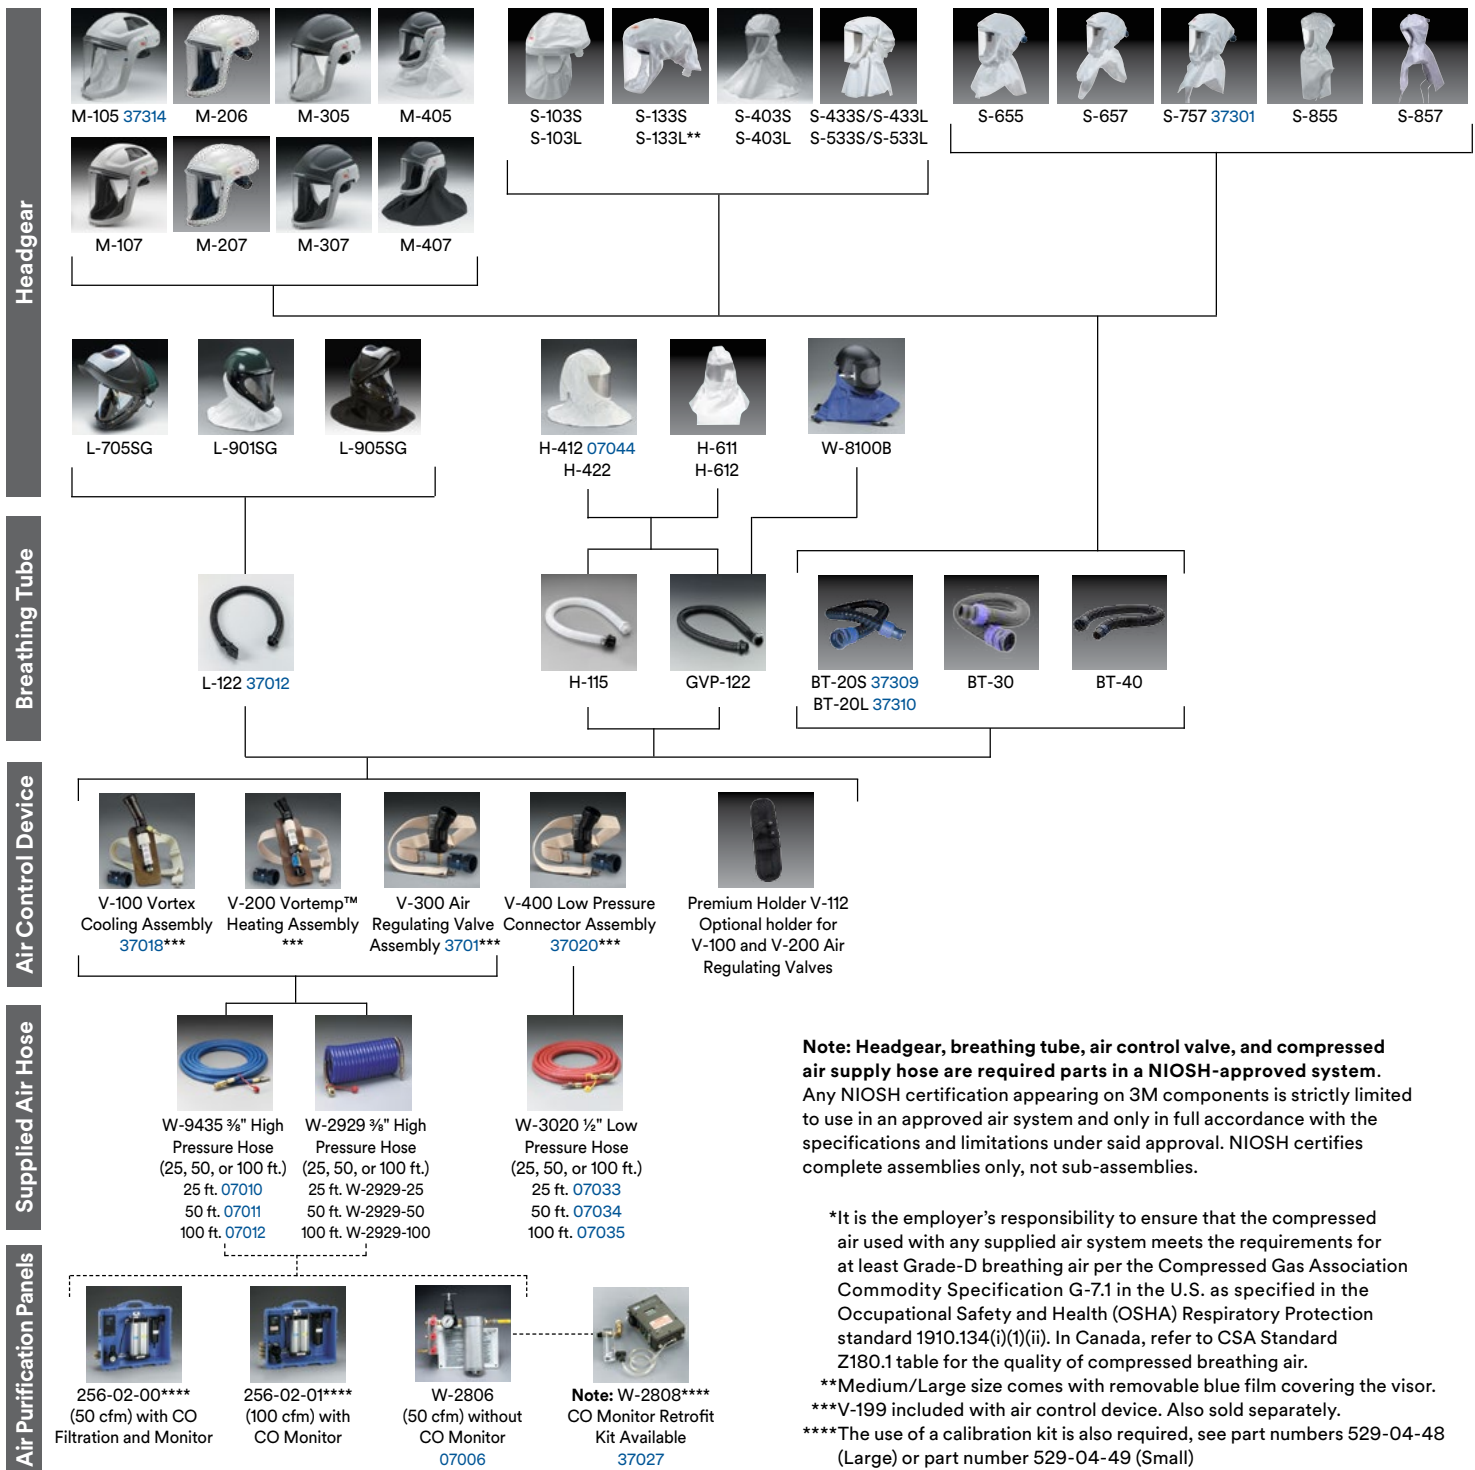 Headgear
M-105 37314
M-206
M-305
M-405
S-103S
S-103L
S-133S
S-133L**
S-403S
S-403L
S-433S/S-433L
S-533S/S-533L
S-655
S-657
S-757 37301
S-855
S-857
M-107
M-207
M-307
M-407
L-705SG
L-901SG
L-905SG
H-412 07044
H-422
H-611
H-612
W-8100B
Breathing Tube
L-122 37012
H-115
GVP-122
BT-20S 37309
BT-20L 37310
BT-30
BT-40
Air Control Device
V-100 Vortex
Cooling Assembly
37018***
V-200 Vortemp™
Heating Assembly
***
V-300 Air
Regulating Valve
Assembly 3701***
V-400 Low Pressure
Connector Assembly
37020***
Premium Holder V-112
Optional holder for
V-100 and V-200 Air
Regulating Valves
Supplied Air Hose
W-9435 ⅜" High
Pressure Hose
(25, 50, or 100 ft.)
25 ft. 07010
50 ft. 07011
100 ft. 07012
W-2929 ⅜" High
Pressure Hose
(25, 50, or 100 ft.)
25 ft. W-2929-25
50 ft. W-2929-50
100 ft. W-2929-100
W-3020 ½" Low
Pressure Hose
(25, 50, or 100 ft.)
25 ft. 07033
50 ft. 07034
100 ft. 07035
Air Purification Panels
256-02-00****
(50 cfm) with CO
Filtration and Monitor
256-02-01****
(100 cfm) with
CO Monitor
W-2806
(50 cfm) without
CO Monitor
07006
Note: W-2808****
CO Monitor Retrofit
Kit Available
37027
Note: Headgear, breathing tube, air control valve, and compressed
air supply hose are required parts in a NIOSH-approved system.
Any NIOSH certification appearing on 3M components is strictly limited
to use in an approved air system and only in full accordance with the
specifications and limitations under said approval. NIOSH certifies
complete assemblies only, not sub-assemblies.
*It is the employer's responsibility to ensure that the compressed
air used with any supplied air system meets the requirements for
at least Grade-D breathing air per the Compressed Gas Association
Commodity Specification G-7.1 in the U.S. as specified in the
Occupational Safety and Health (OSHA) Respiratory Protection
standard 1910.134(i)(1)(ii). In Canada, refer to CSA Standard
Z180.1 table for the quality of compressed breathing air.
**Medium/Large size comes with removable blue film covering the visor.
***V-199 included with air control device. Also sold separately.
****The use of a calibration kit is also required, see part numbers 529-04-48
(Large) or part number 529-04-49 (Small)